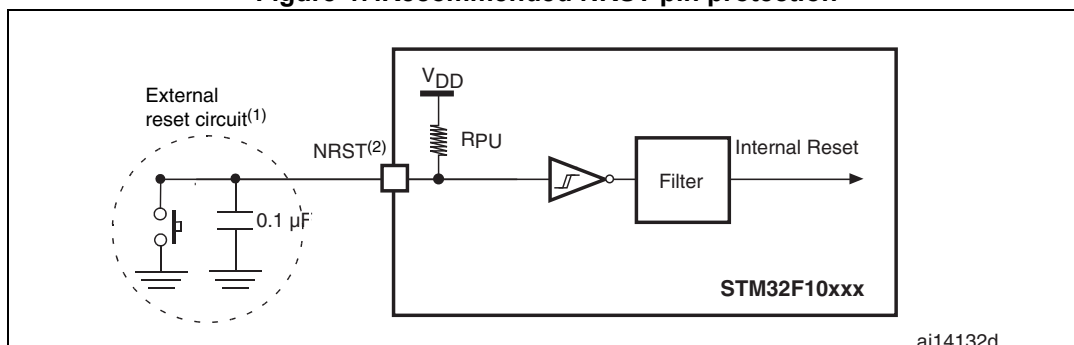 External
reset circuit(1)
VDD
NRST(2)
RPU
0.1 µF
Filter
Internal Reset
STM32F10xxx
ai14132d